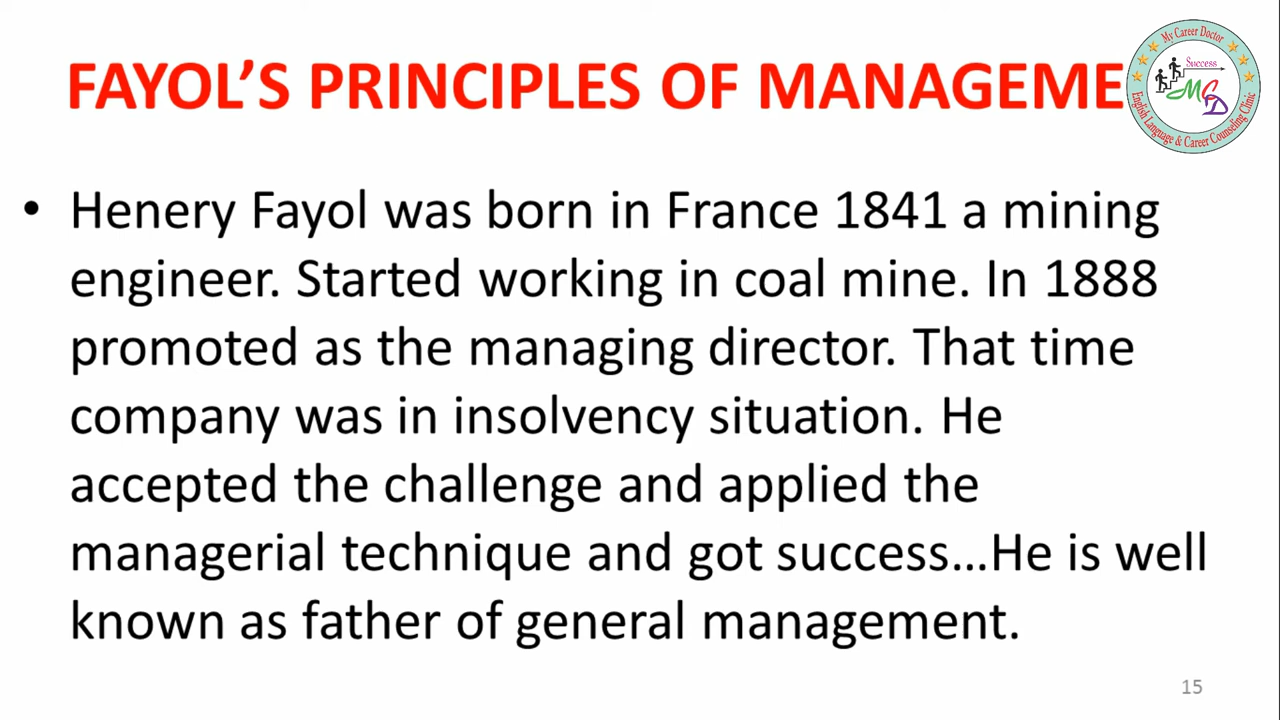 FAYOL'S PRINCIPLES OF MANAGEME
My Career Doctor
Success
MCD
English Language & Career Counseling Clinic
• Henery Fayol was born in France 1841 a mining
engineer. Started working in coal mine. In 1888
promoted as the managing director. That time
company was in insolvency situation. He
accepted the challenge and applied the
managerial technique and got success...He is well
known as father of general management.
15